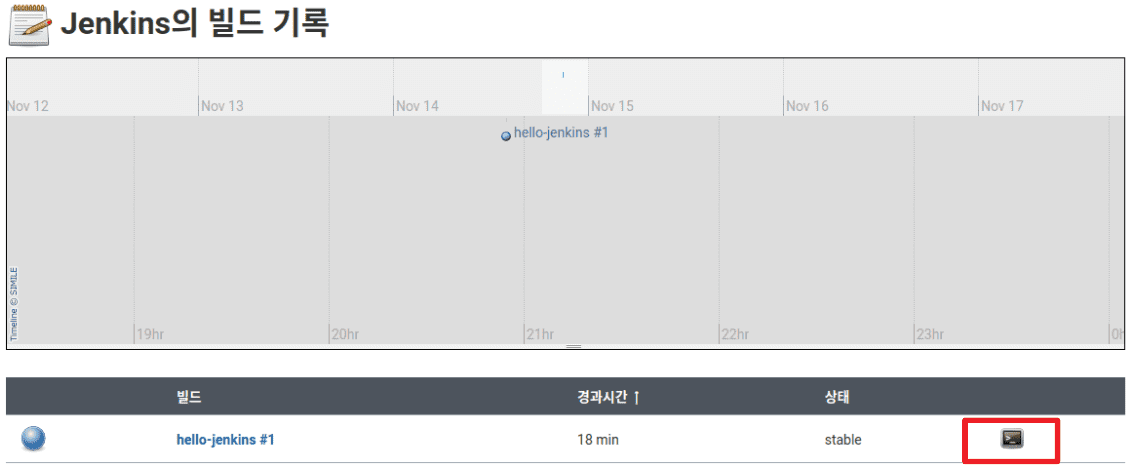 Jenkins의 빌드 기록
Nov 12 Nov 13 Nov 14 Nov 15 Nov 16 Nov 17
hello-jenkins #1
Timeline © SIMILE
19hr 20hr 21hr 22hr 23hr 0h
빌드 경과시간 ↑ 상태
hello-jenkins #1 18 min stable